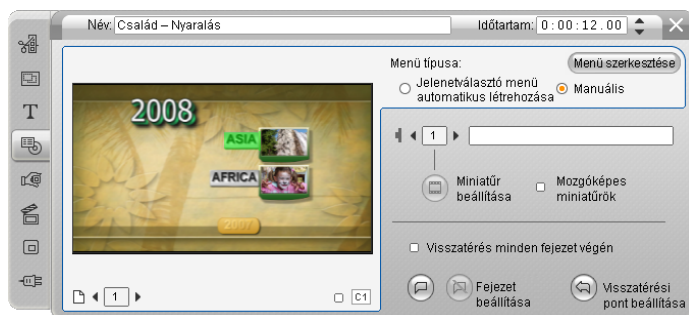 Név: Család – Nyaralás
Időtartam: 0:00:12.00
Menü típusa:
Menü szerkesztése
Jelenetválasztó menü
automatikus létrehozása
Manuális
2008
ASIA
AFRICA
2007
1
Miniatűr
beállítása
Mozgóképes
miniatűrök
Visszatérés minden fejezet végén
Fejezet
beállítása
Visszatérési
pont beállítása
1
C1
T